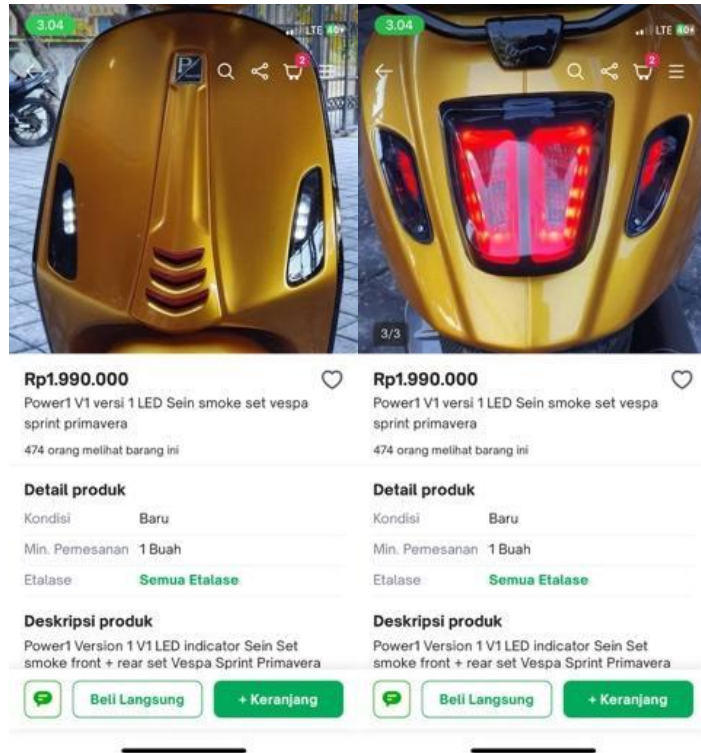 3.04
LTE 40
2
Rp1.990.000
Power1 V1 versi 1 LED Sein smoke set vespa
sprint primavera
474 orang melihat barang ini
Detail produk
Kondisi Baru
Min. Pemesanan 1 Buah
Etalase Semua Etalase
Deskripsi produk
Power1 Version 1 V1 LED indicator Sein Set
smoke front + rear set Vespa Sprint Primavera
Beli Langsung
+ Keranjang
3.04
LTE 40
2
3/3
Rp1.990.000
Power1 V1 versi 1 LED Sein smoke set vespa
sprint primavera
474 orang melihat barang ini
Detail produk
Kondisi Baru
Min. Pemesanan 1 Buah
Etalase Semua Etalase
Deskripsi produk
Power1 Version 1 V1 LED indicator Sein Set
smoke front + rear set Vespa Sprint Primavera
Beli Langsung
+ Keranjang